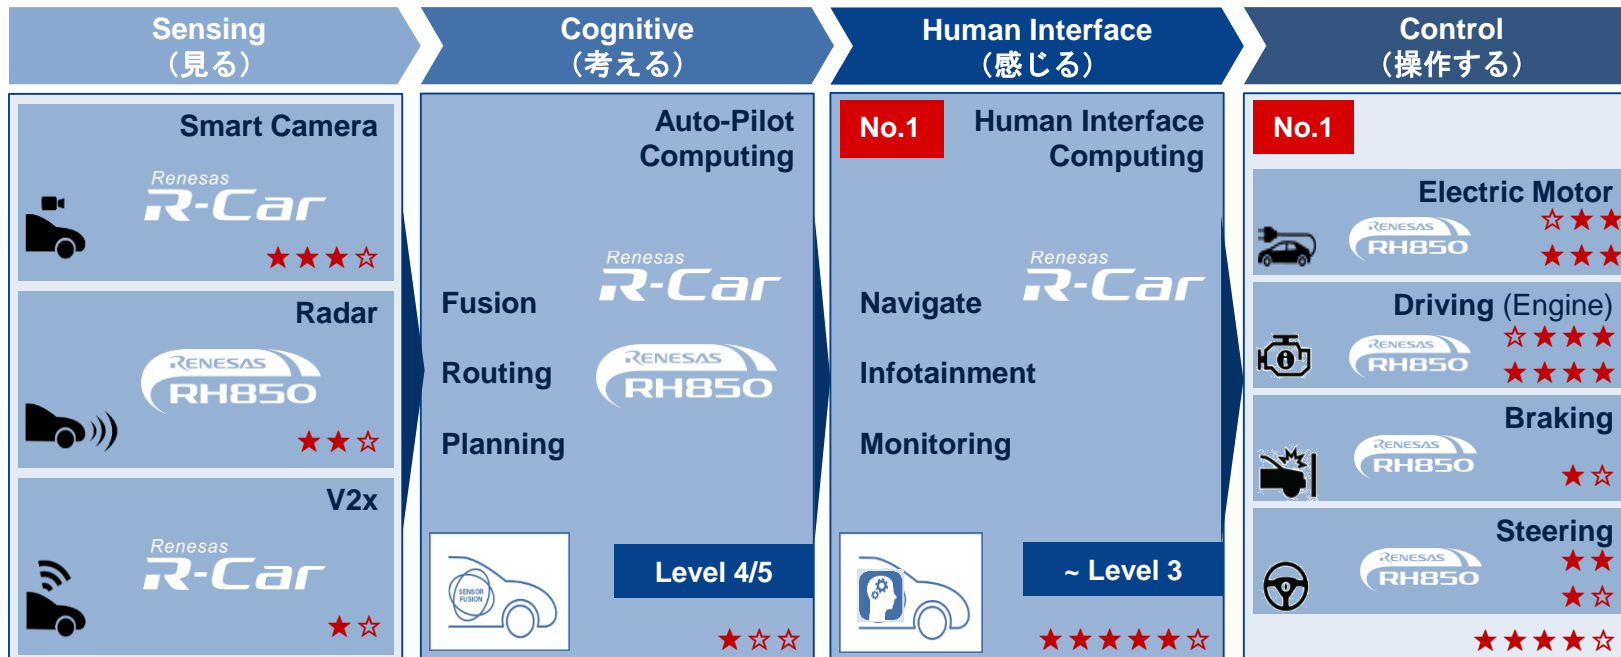 Sensing
（見る）
Cognitive
（考える）
Human Interface
（感じる）
Control
（操作する）
Smart Camera
Renesas
R-Car
★★★☆
Radar
RENESAS
RH850
★★☆
V2x
Renesas
R-Car
★☆
Auto-Pilot
Computing
Renesas
R-Car
Fusion
Routing
RENESAS
RH850
Planning
SENSOR
FUSION
Level 4/5
★☆☆
No.1
Human Interface
Computing
Renesas
R-Car
Navigate
Infotainment
Monitoring
~ Level 3
★★★★★☆
No.1
Electric Motor
RENESAS
RH850
☆★★
★★★
Driving (Engine)
RENESAS
RH850
☆★★★
★★★★
Braking
RENESAS
RH850
★☆
Steering
RENESAS
RH850
★★
★☆
★★★★☆